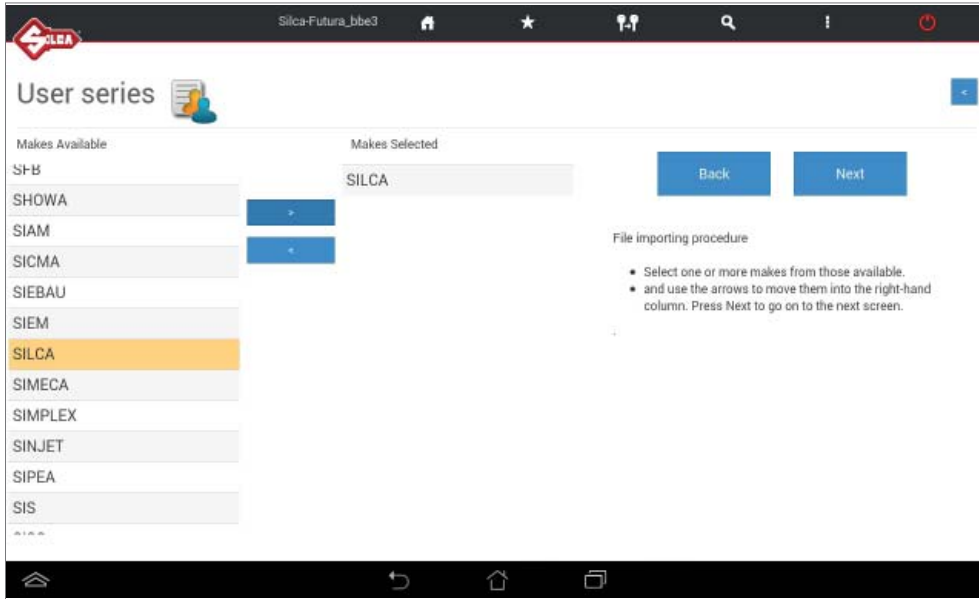 SILCA
Silca-Futura_bbe3
User series
<
Makes Available
Makes Selected
SFB
SHOWA
SIAM
SICMA
SIEBAU
SIEM
SILCA
SIMECA
SIMPLEX
SINJET
SIPEA
SIS
>
<
SILCA
Back
Next
File importing procedure
• Select one or more makes from those available.
• and use the arrows to move them into the right-hand
column. Press Next to go on to the next screen.
.